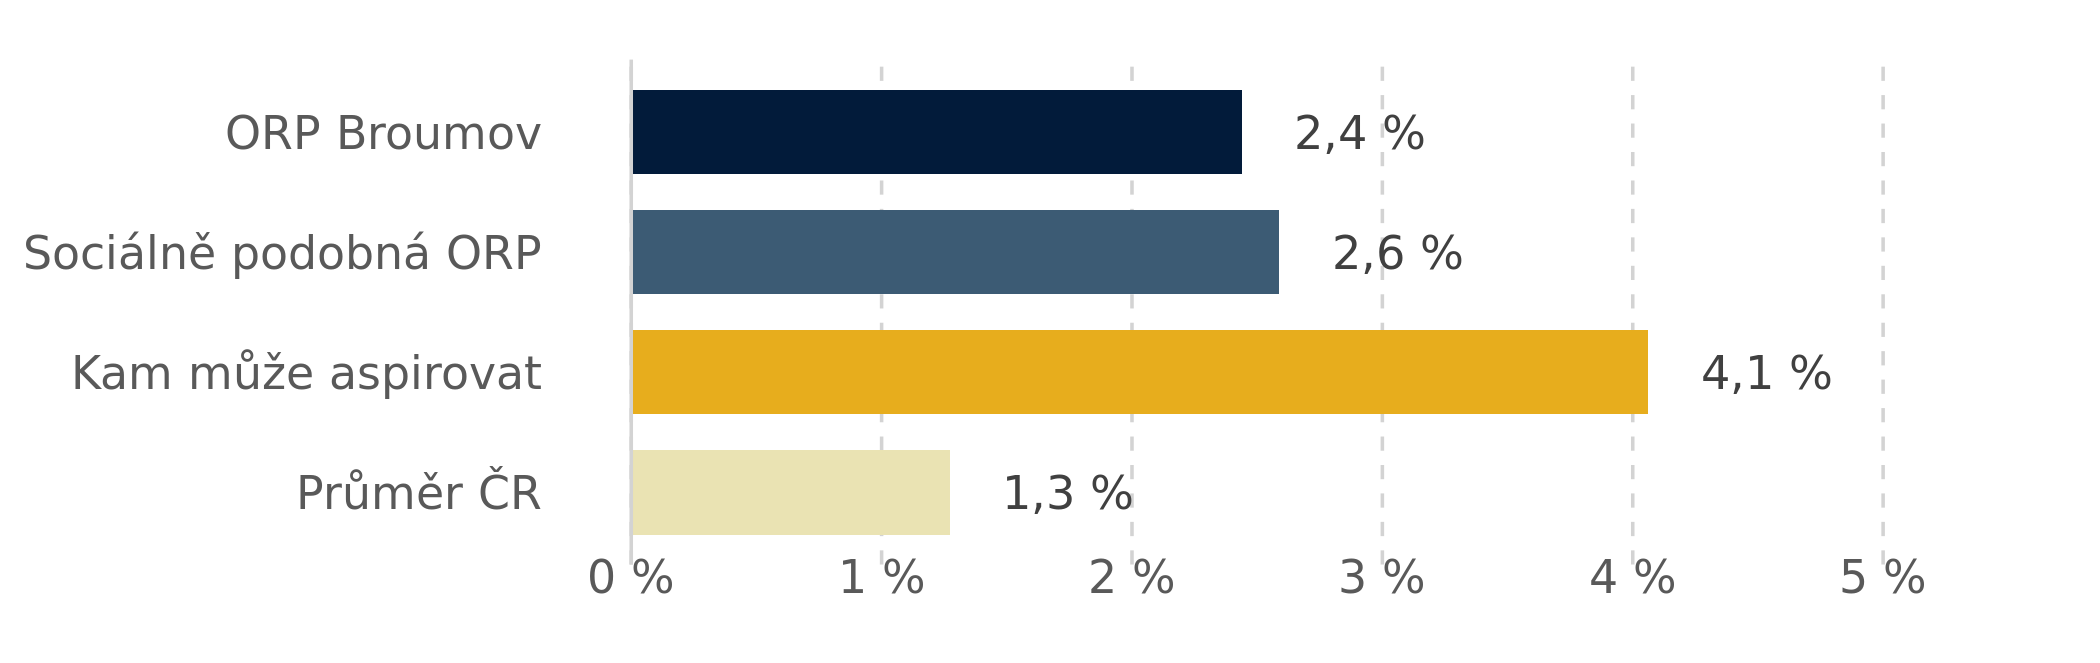 ORP Broumov 2,4 %
Sociálně podobná ORP 2,6 %
Kam může aspirovat 4,1 %
Průměr ČR 1,3 %
0 % 1 % 2 % 3 % 4 % 5 %